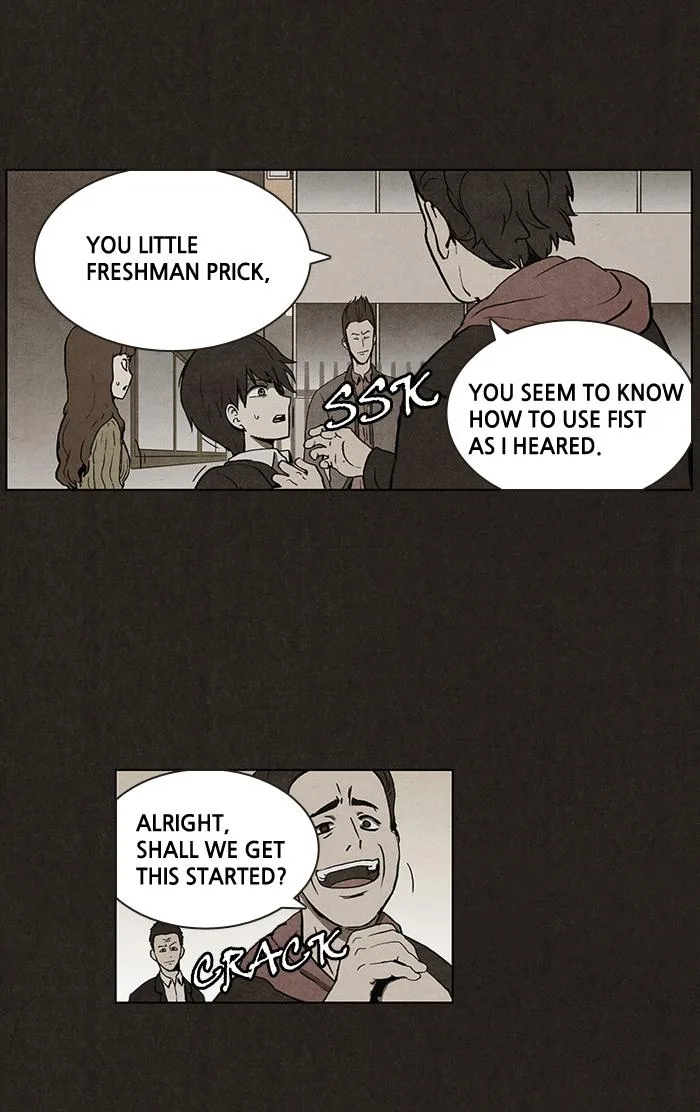 YOU LITTLE
FRESHMAN PRICK,
SSK
YOU SEEM TO KNOW
HOW TO USE FIST
AS I HEARED.
ALRIGHT,
SHALL WE GET
THIS STARTED?
CRACK